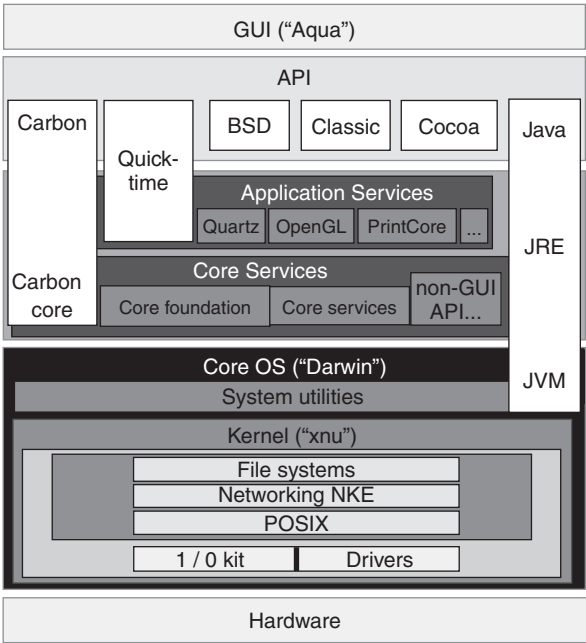 GUI (“Aqua”)
API
Carbon
Quick-
time
BSD
Classic
Cocoa
Java
Application Services
Quartz
OpenGL
PrintCore
...
JRE
Core Services
Carbon
core
Core foundation
Core services
non-GUI
API...
Core OS (“Darwin”)
JVM
System utilities
Kernel (“xnu”)
File systems
Networking NKE
POSIX
1 / 0 kit
Drivers
Hardware